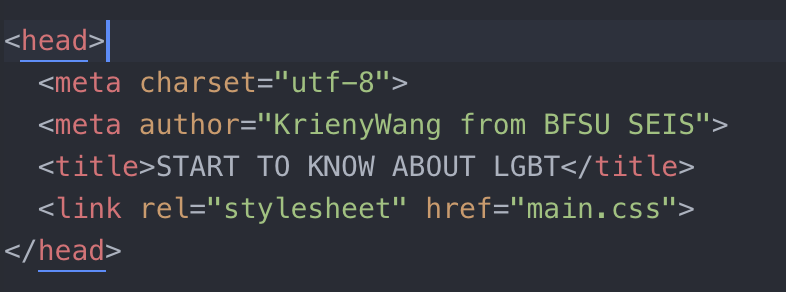 <head>
<meta charset="utf-8">
<meta author="KrienyWang from BFSU SEIS">
<title>START TO KNOW ABOUT LGBT</title>
<link rel="stylesheet" href="main.css">
</head>